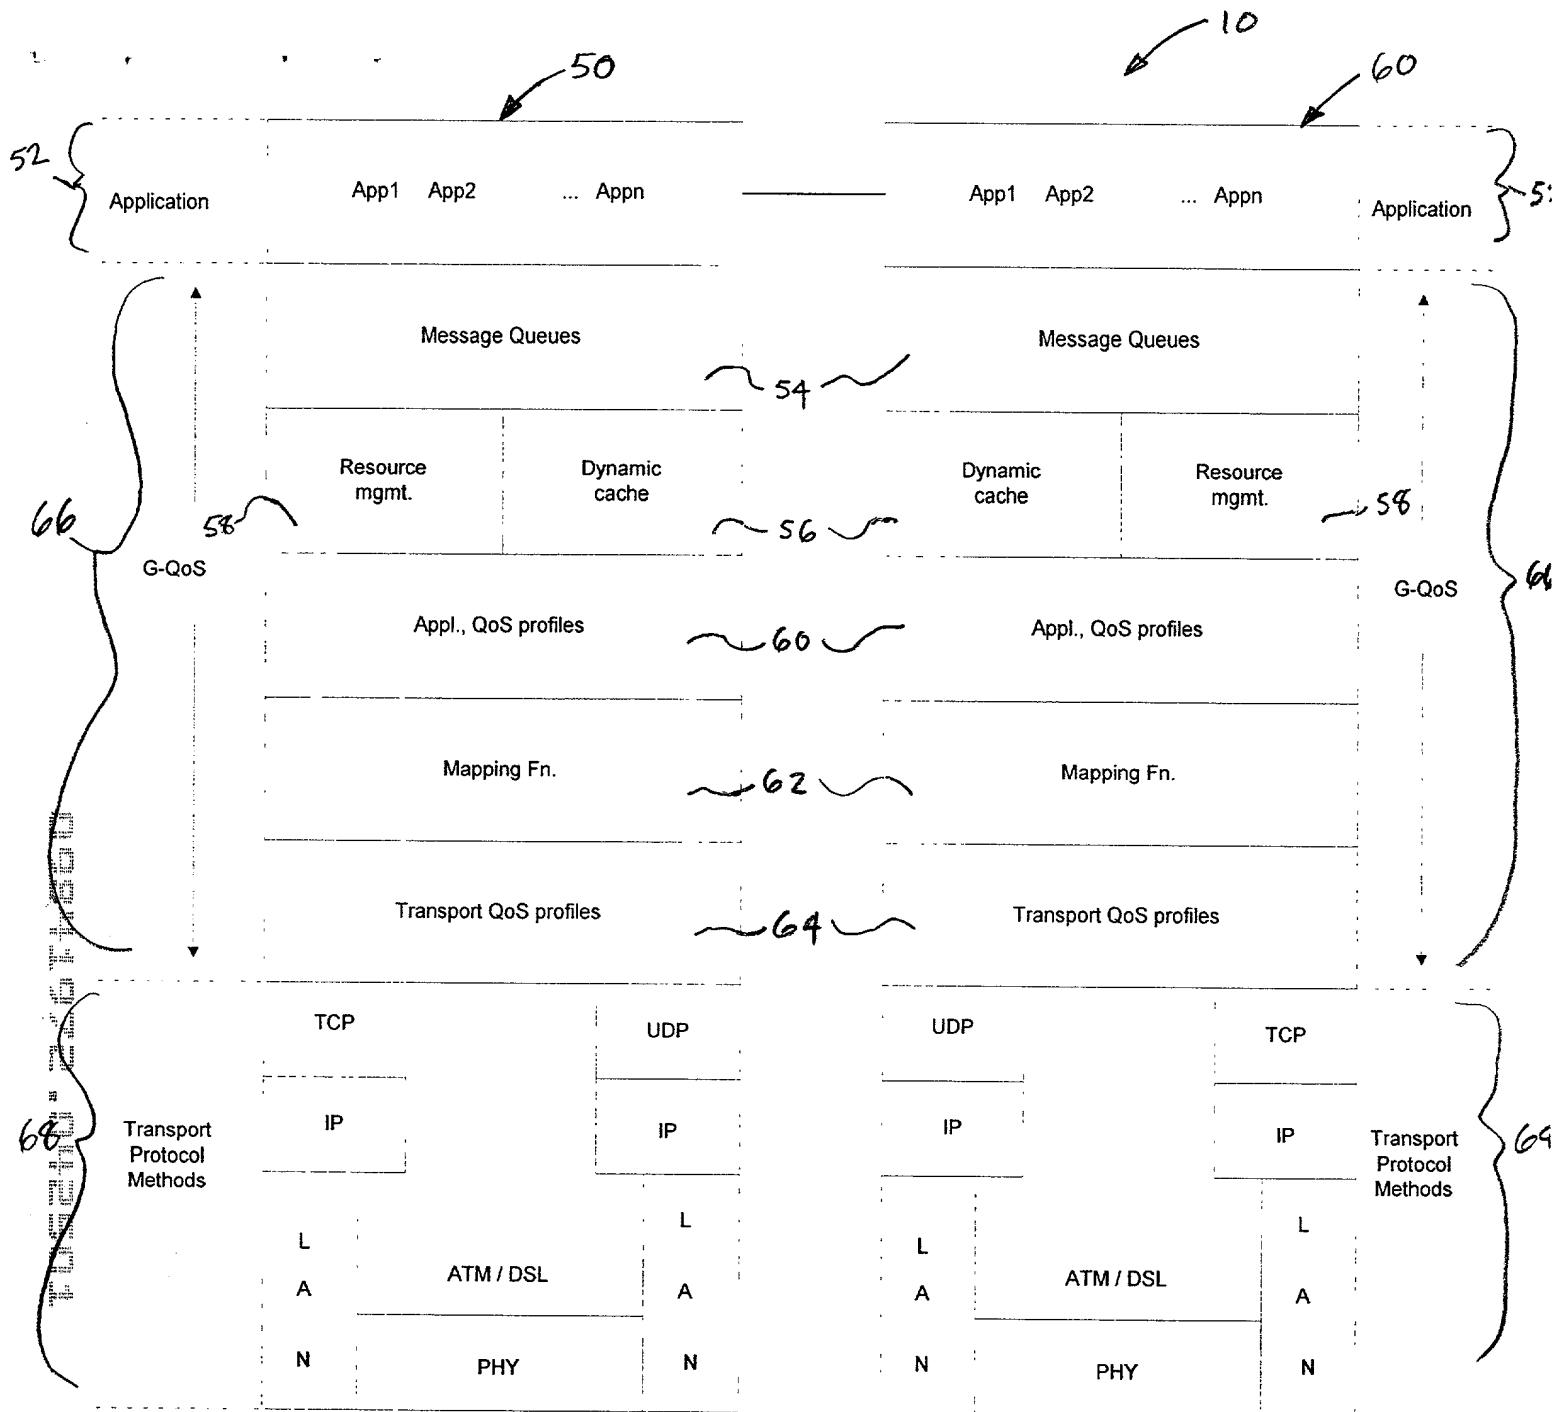 10
50
60
52
Application
App1 App2 ... Appn
App1 App2 ... Appn
Application
Message Queues
Message Queues
54
Resource mgmt.
Dynamic cache
Dynamic cache
Resource mgmt.
58
56
58
66
G-QoS
G-QoS
Appl., QoS profiles
60
Appl., QoS profiles
Mapping Fn.
62
Mapping Fn.
Transport QoS profiles
64
Transport QoS profiles
TCP
UDP
UDP
TCP
IP
IP
IP
IP
68
Transport
Protocol
Methods
Transport
Protocol
Methods
L
A
N
ATM / DSL
PHY
L
A
N
L
A
N
ATM / DSL
PHY
L
A
N